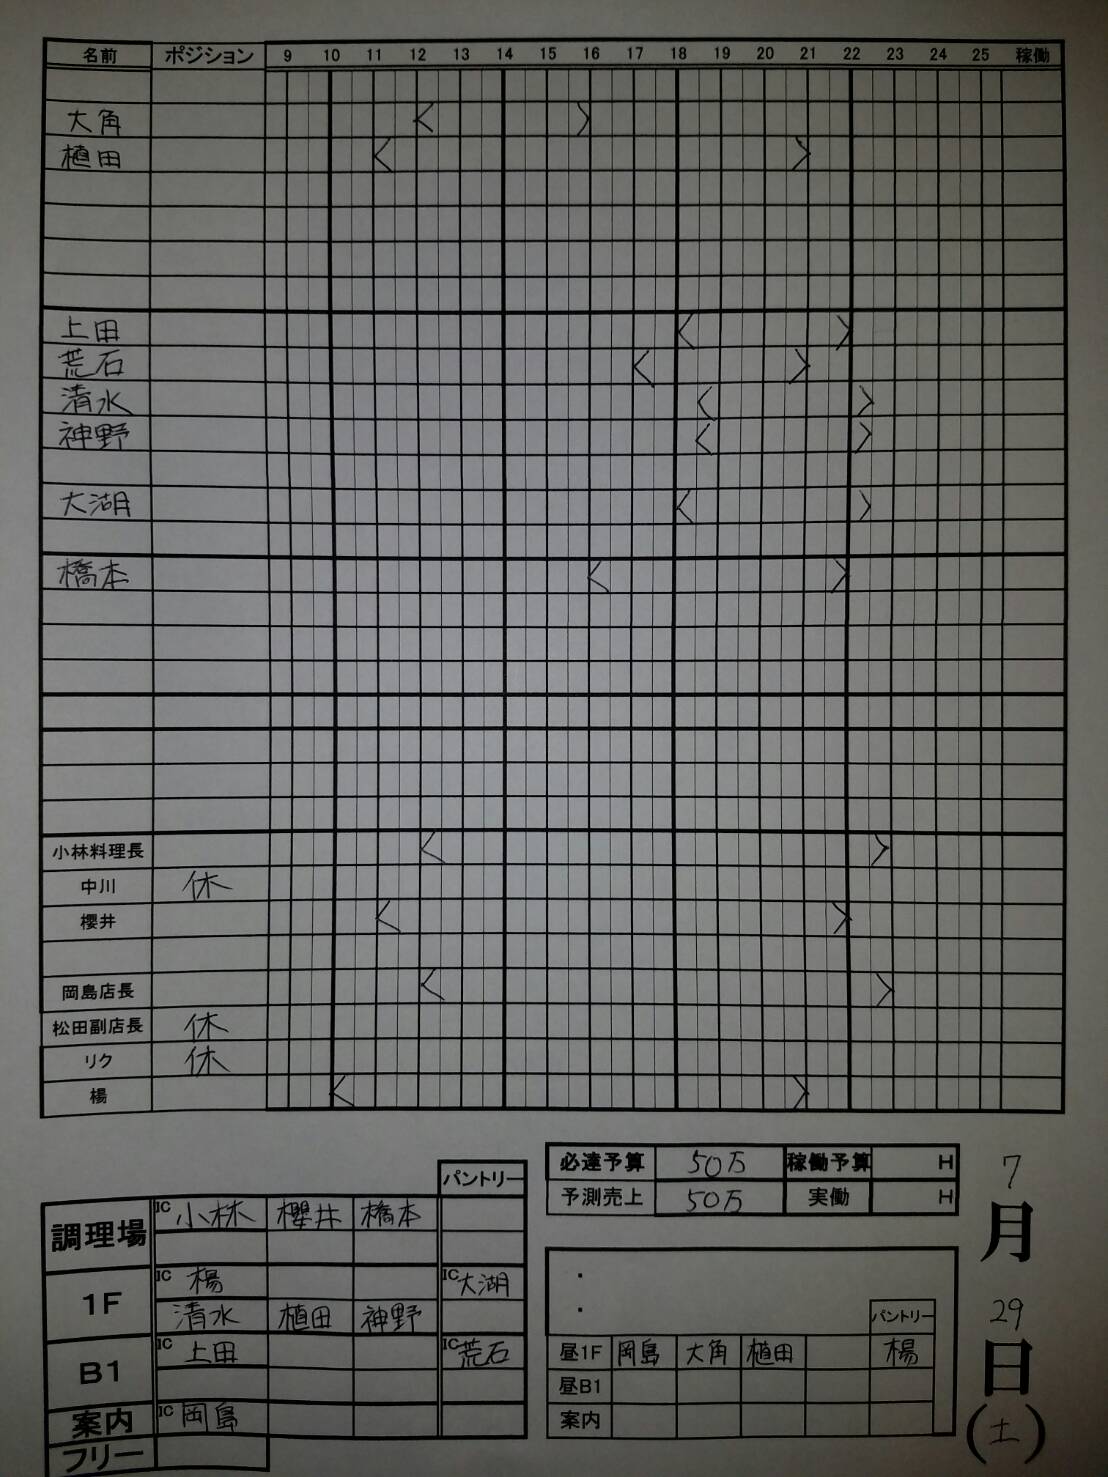 名前 ポジション 9 10 11 12 13 14 15 16 17 18 19 20 21 22 23 24 25 稼働
大角
植田
上田
荒石
清水
神野
大湖
橋本
小林料理長
中川 休
櫻井
岡島店長
松田副店長 休
リク 休
楊
必達予算 50万 稼働予算 H
予測売上 50万 実働 H
7
月
29
日
(土)
パントリー
調理場 IC 小林 櫻井 橋本
1F IC 楊 IC 大湖
清水 植田 神野
B1 IC 上田 IC 荒石
案内 IC 岡島
フリー
・
・
パントリー
昼1F 岡島 大角 植田 楊
昼B1
案内